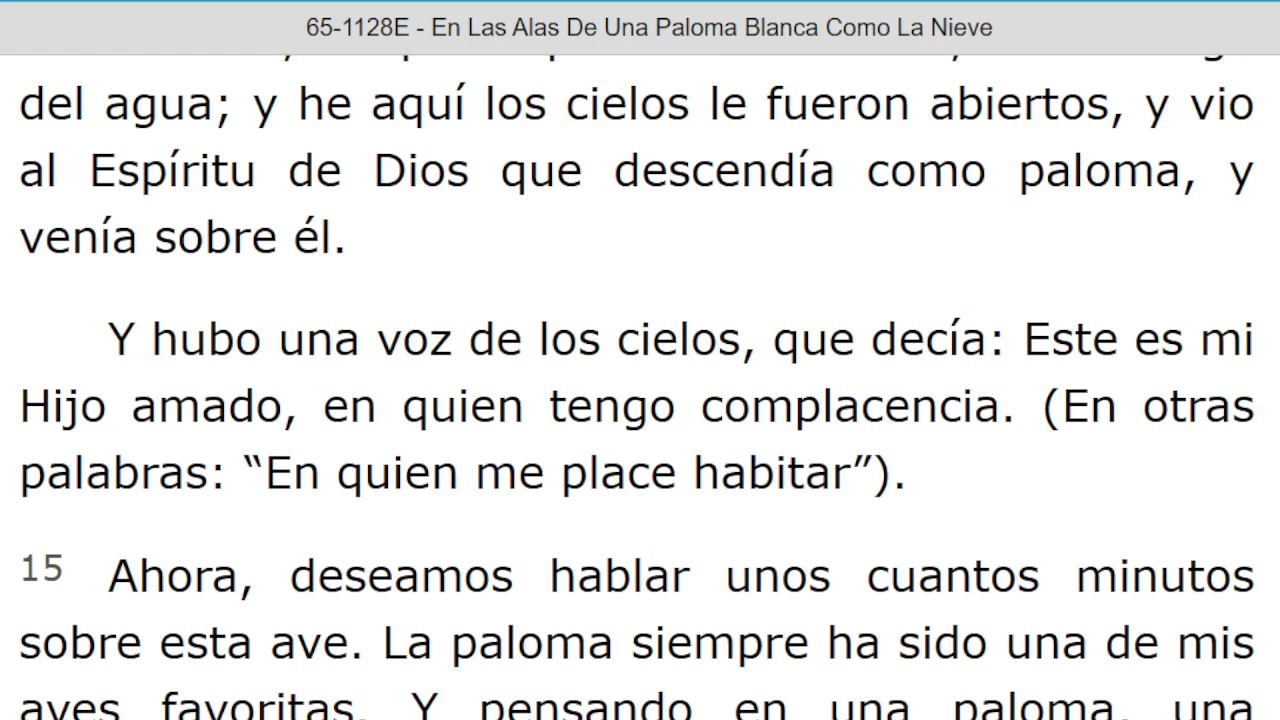 65-1128E - En Las Alas De Una Paloma Blanca Como La Nieve
del agua; y he aquí los cielos le fueron abiertos, y vio
al Espíritu de Dios que descendía como paloma, y
venía sobre él.
Y hubo una voz de los cielos, que decía: Este es mi
Hijo amado, en quien tengo complacencia. (En otras
palabras: “En quien me place habitar”).
15 Ahora, deseamos hablar unos cuantos minutos
sobre esta ave. La paloma siempre ha sido una de mis
aves favoritas. Y pensando en una paloma, una